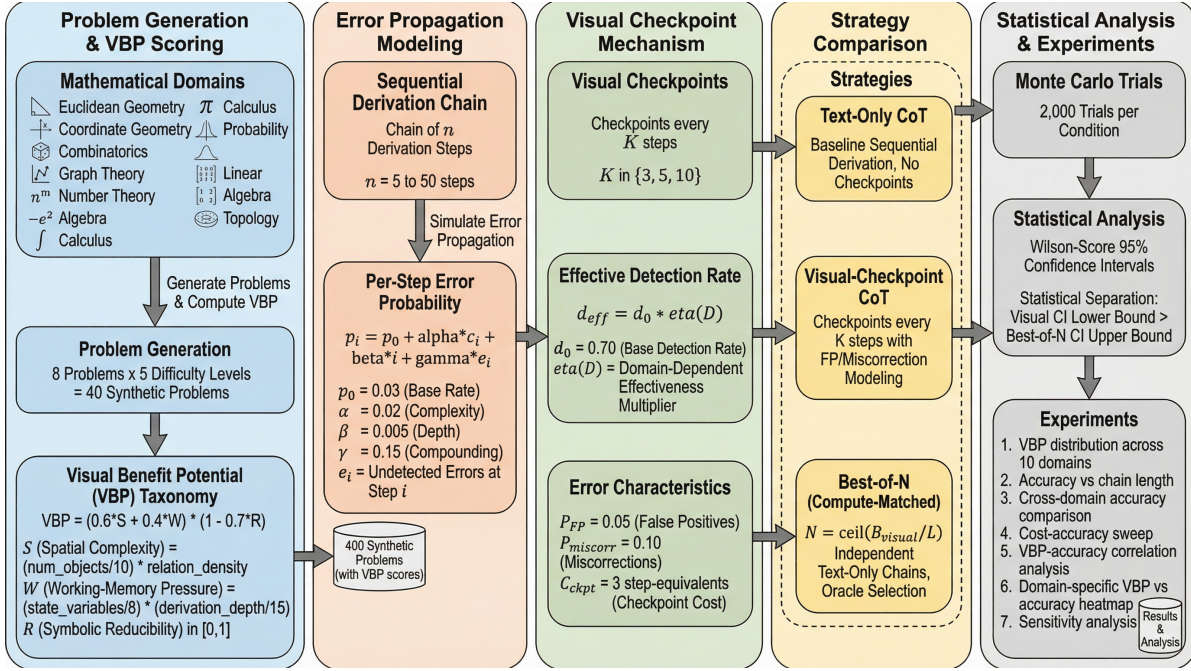 Problem Generation
& VBP Scoring
Mathematical Domains
Euclidean Geometry
Coordinate Geometry
Combinatorics
Graph Theory
n^m Number Theory
−e² Algebra
∫ Calculus
π Calculus
Probability
Linear
Algebra
Topology
Generate Problems
& Compute VBP
Problem Generation
8 Problems x 5 Difficulty Levels
= 40 Synthetic Problems
Visual Benefit Potential
(VBP) Taxonomy
VBP = (0.6*S + 0.4*W) * (1 - 0.7*R)
S (Spatial Complexity) =
(num_objects/10) * relation_density
W (Working-Memory Pressure) =
(state_variables/8) * (derivation_depth/15)
R (Symbolic Reducibility) in [0,1]
Error Propagation
Modeling
Sequential
Derivation Chain
Chain of n
Derivation Steps
n = 5 to 50 steps
Simulate Error
Propagation
Per-Step Error
Probability
p_i = p_0 + alpha*c_i +
beta*i + gamma*e_i
p_0 = 0.03 (Base Rate)
α = 0.02 (Complexity)
β = 0.005 (Depth)
γ = 0.15 (Compounding)
e_i = Undetected Errors at
Step i
400 Synthetic
Problems
(with VBP scores)
Visual Checkpoint
Mechanism
Visual Checkpoints
Checkpoints every
K steps
K in {3, 5, 10}
Effective Detection Rate
d_eff = d_0 * eta(D)
d_0 = 0.70 (Base Detection Rate)
eta(D) = Domain-Dependent
Effectiveness
Multiplier
Error Characteristics
P_FP = 0.05 (False Positives)
P_miscorr = 0.10
(Miscorrections)
C_ckpt = 3 step-equivalents
(Checkpoint Cost)
Strategy
Comparison
Strategies
Text-Only CoT
Baseline Sequential
Derivation, No
Checkpoints
Visual-Checkpoint
CoT
Checkpoints every
K steps with
FP/Miscorrection
Modeling
Best-of-N
(Compute-Matched)
N = ceil(B_visual/L)
Independent
Text-Only Chains,
Oracle Selection
Statistical Analysis
& Experiments
Monte Carlo Trials
2,000 Trials per
Condition
Statistical Analysis
Wilson-Score 95%
Confidence Intervals
Statistical Separation:
Visual CI Lower Bound >
Best-of-N CI Upper Bound
Experiments
1. VBP distribution across
10 domains
2. Accuracy vs chain length
3. Cross-domain accuracy
comparison
4. Cost-accuracy sweep
5. VBP-accuracy correlation
analysis
6. Domain-specific VBP vs
accuracy heatmap
7. Sensitivity analysis
Results
&
Analysis